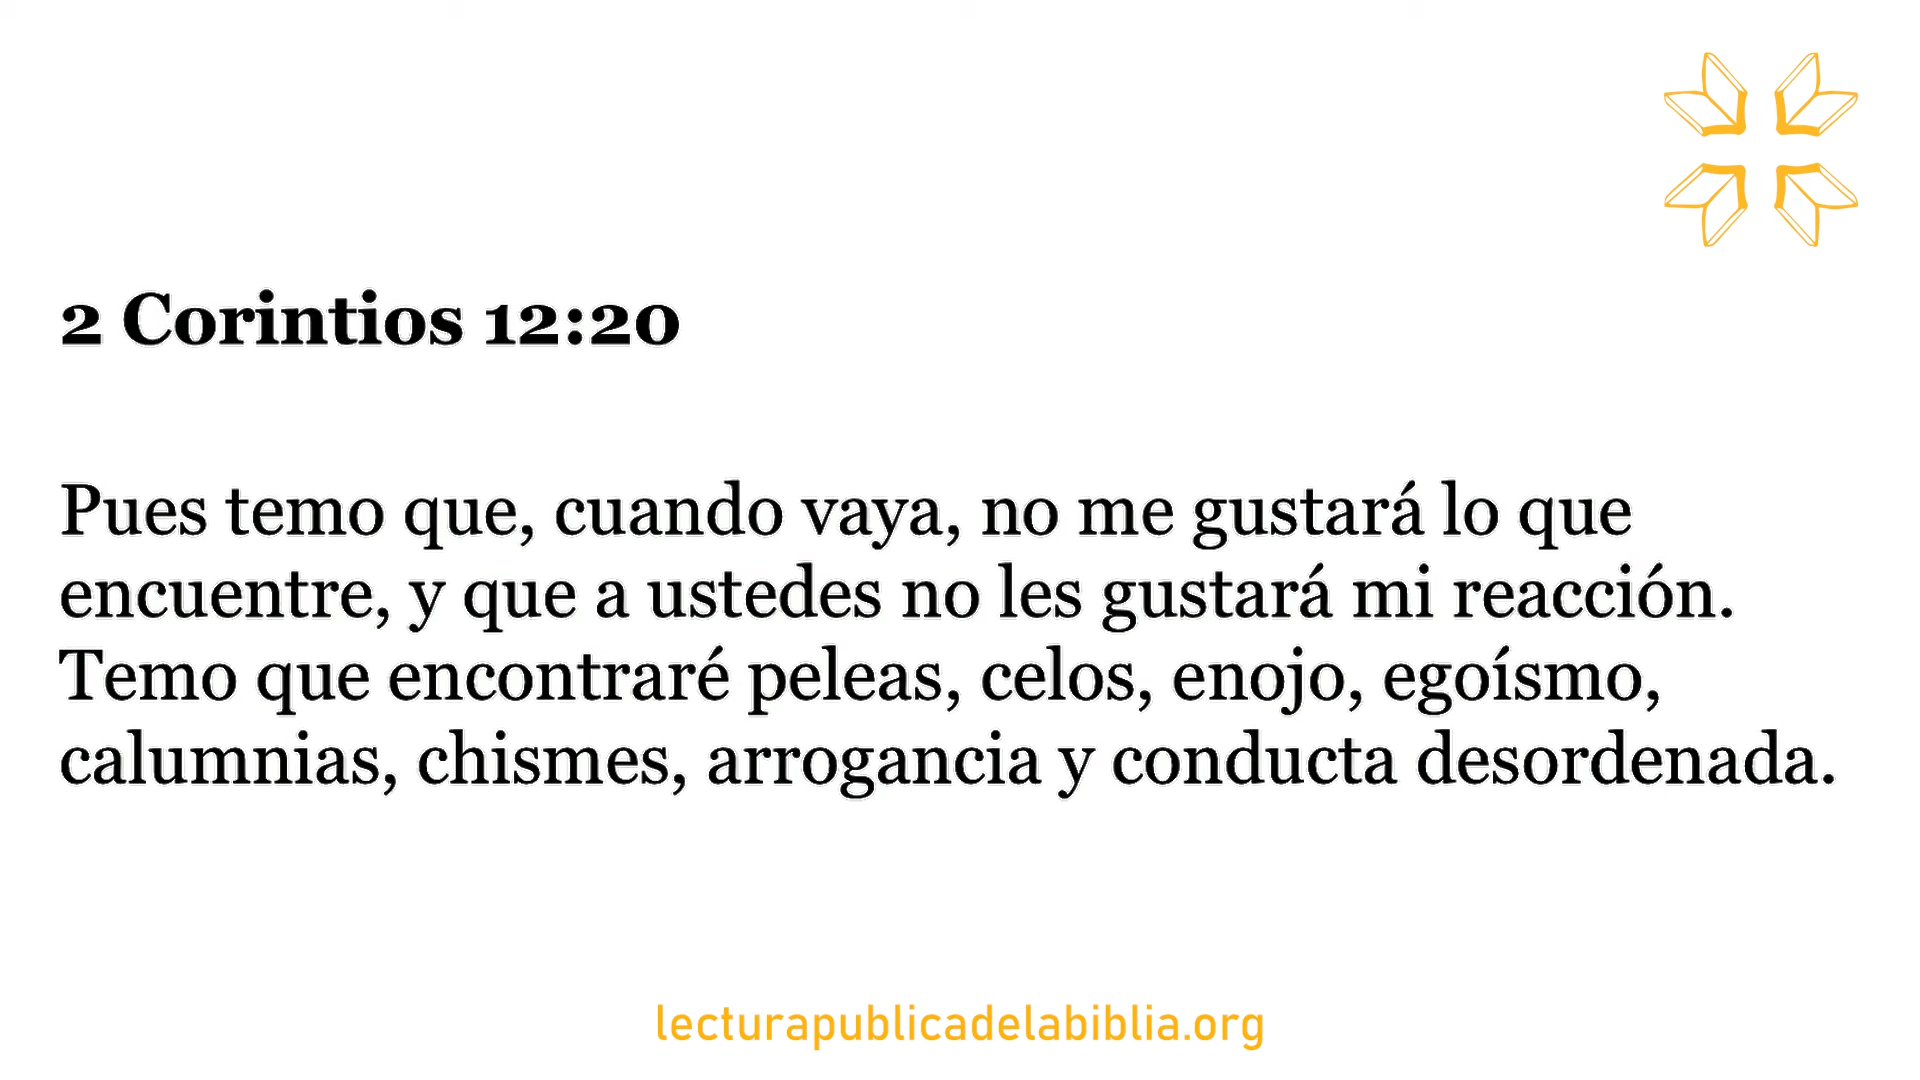 2 Corintios 12:20
Pues temo que, cuando vaya, no me gustará lo que
encuentre, y que a ustedes no les gustará mi reacción.
Temo que encontraré peleas, celos, enojo, egoísmo,
calumnias, chismes, arrogancia y conducta desordenada.
lecturapublicadelabiblia.org